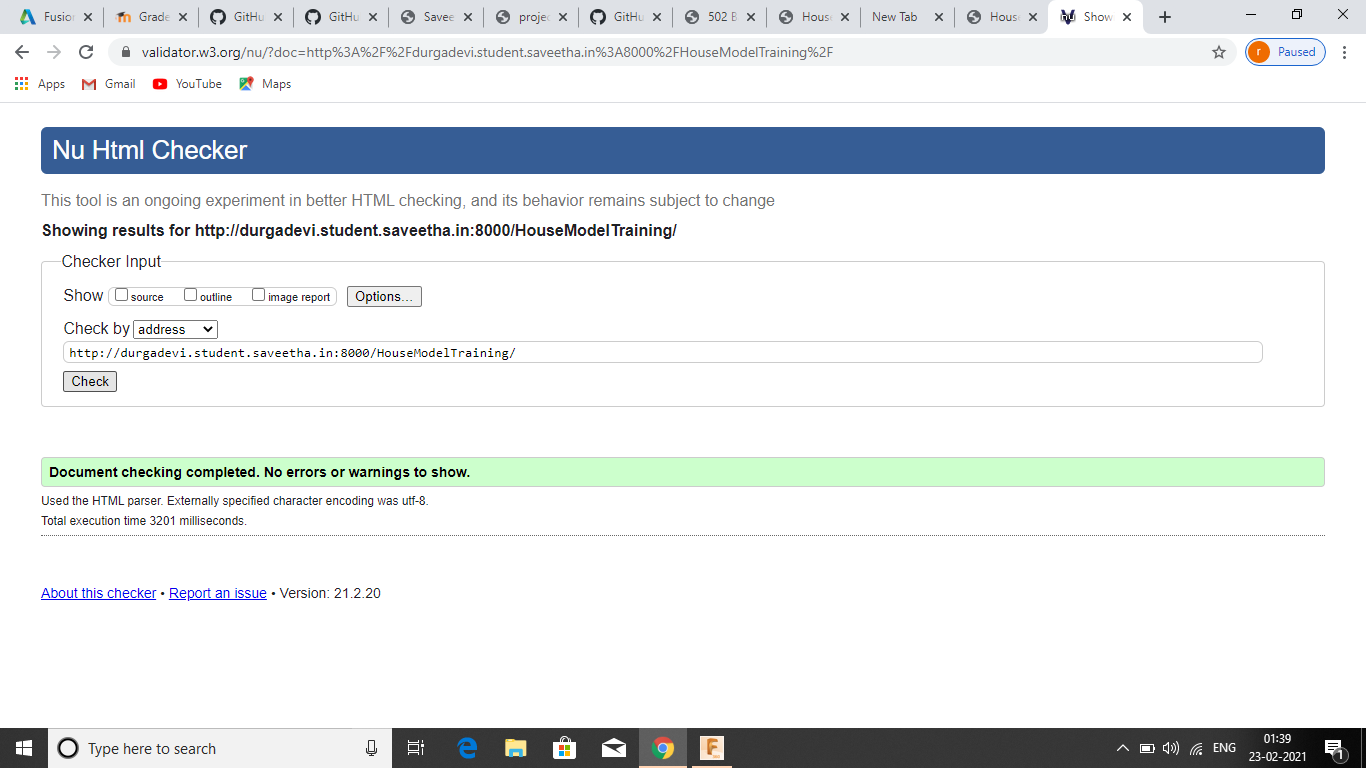 Fusion
Grade
GitHu
GitHu
Savee
projec
GitHu
502 B
House
New Tab
House
Show
validator.w3.org/nu/?doc=http%3A%2F%2Fdurgadevi.student.saveetha.in%3A8000%2FHouseModelTraining%2F
r Paused
Apps Gmail YouTube Maps
Nu Html Checker
This tool is an ongoing experiment in better HTML checking, and its behavior remains subject to change
Showing results for http://durgadevi.student.saveetha.in:8000/HouseModelTraining/
Checker Input
Show source outline image report Options...
Check by address
http://durgadevi.student.saveetha.in:8000/HouseModelTraining/
Check
Document checking completed. No errors or warnings to show.
Used the HTML parser. Externally specified character encoding was utf-8.
Total execution time 3201 milliseconds.
About this checker • Report an issue • Version: 21.2.20
Type here to search
ENG
01:39
23-02-2021
1